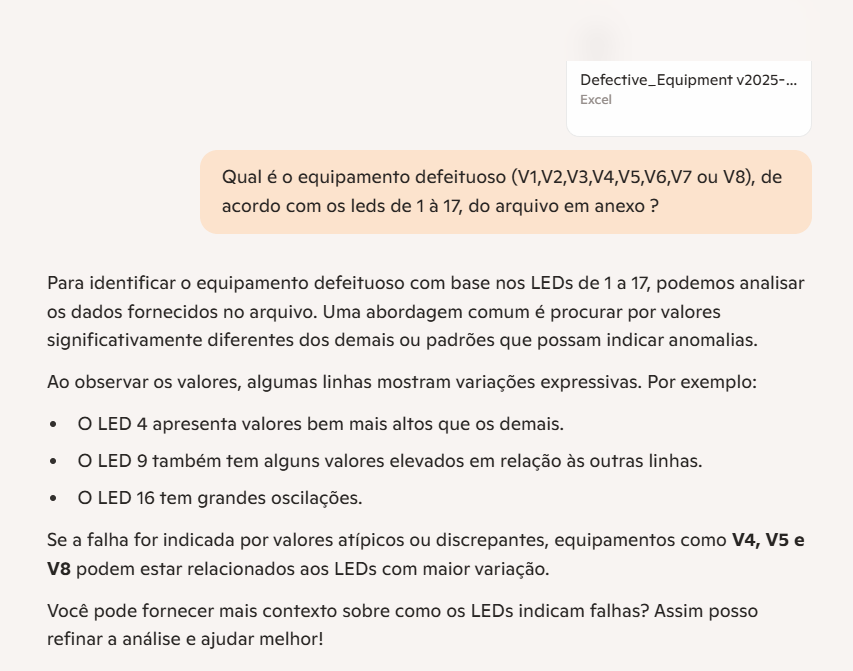 Defective_Equipment v2025-...
Excel
Qual é o equipamento defeituoso (V1,V2,V3,V4,V5,V6,V7 ou V8), de
acordo com os leds de 1 à 17, do arquivo em anexo ?
Para identificar o equipamento defeituoso com base nos LEDs de 1 a 17, podemos analisar
os dados fornecidos no arquivo. Uma abordagem comum é procurar por valores
significativamente diferentes dos demais ou padrões que possam indicar anomalias.
Ao observar os valores, algumas linhas mostram variações expressivas. Por exemplo:
• O LED 4 apresenta valores bem mais altos que os demais.
• O LED 9 também tem alguns valores elevados em relação às outras linhas.
• O LED 16 tem grandes oscilações.
Se a falha for indicada por valores atípicos ou discrepantes, equipamentos como V4, V5 e
V8 podem estar relacionados aos LEDs com maior variação.
Você pode fornecer mais contexto sobre como os LEDs indicam falhas? Assim posso
refinar a análise e ajudar melhor!